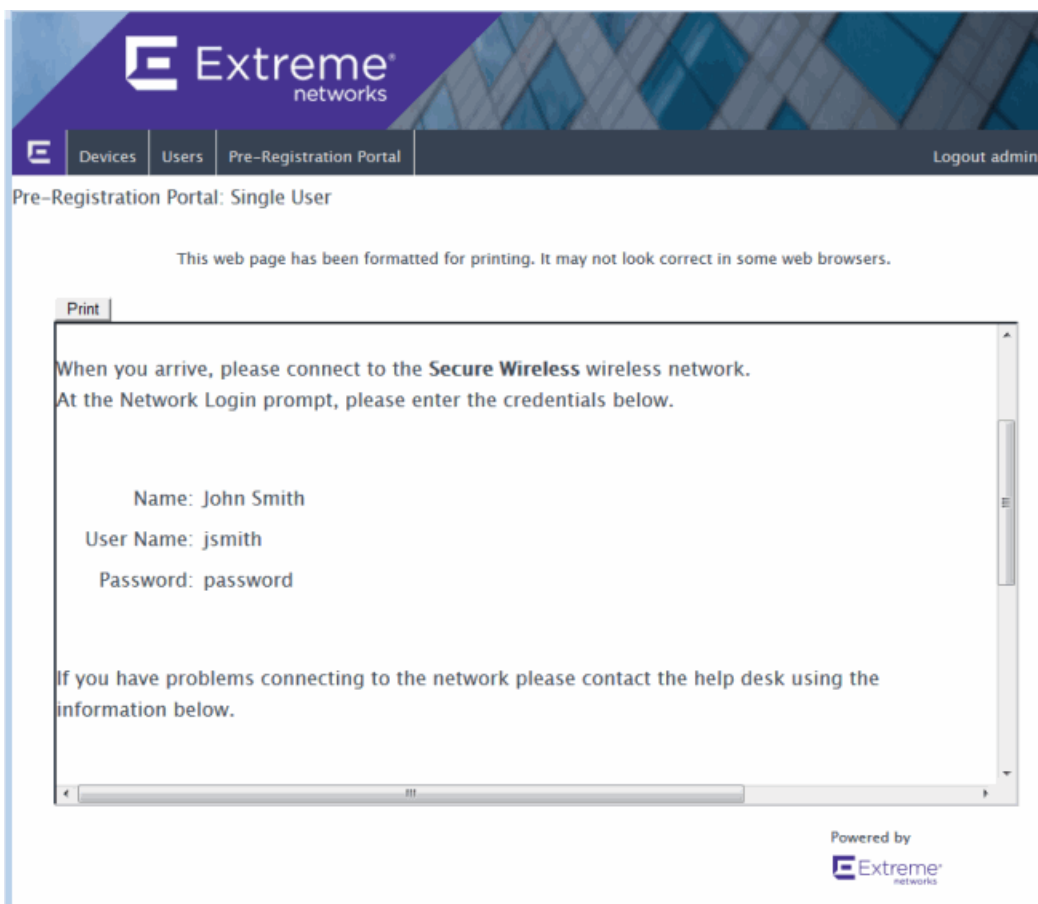 Extreme®
networks
Devices Users Pre-Registration Portal Logout admin
Pre-Registration Portal: Single User
This web page has been formatted for printing. It may not look correct in some web browsers.
Print
When you arrive, please connect to the Secure Wireless wireless network.
At the Network Login prompt, please enter the credentials below.
Name: John Smith
User Name: jsmith
Password: password
If you have problems connecting to the network please contact the help desk using the
information below.
Powered by
Extreme®
networks